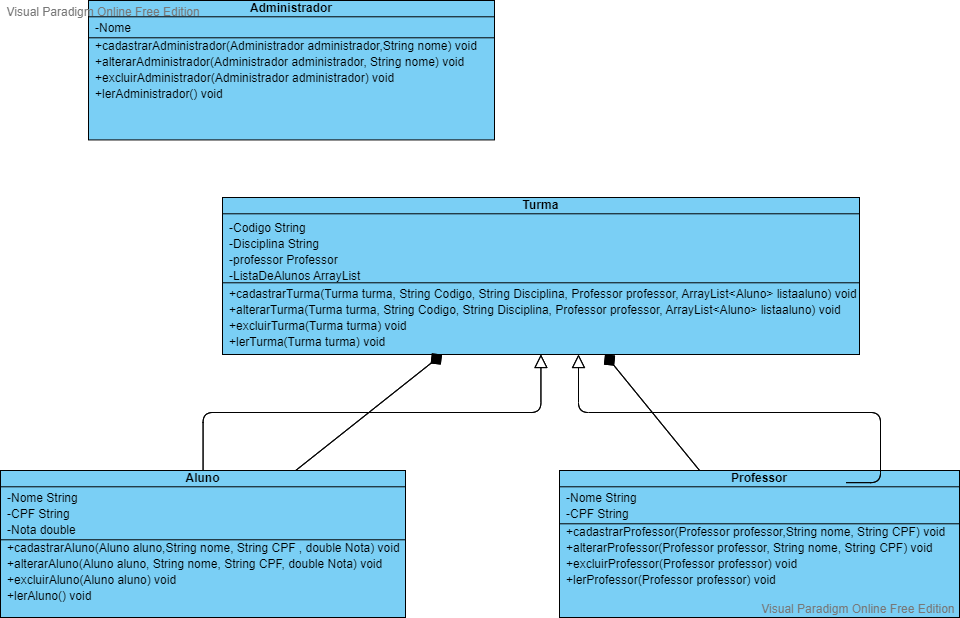 Visual Paradigm Online Free Edition
Administrador
-Nome
+cadastrarAdministrador(Administrador administrador,String nome) void
+alterarAdministrador(Administrador administrador, String nome) void
+excluirAdministrador(Administrador administrador) void
+lerAdministrador() void
Turma
-Codigo String
-Disciplina String
-professor Professor
-ListaDeAlunos ArrayList
+cadastrarTurma(Turma turma, String Codigo, String Disciplina, Professor professor, ArrayList<Aluno> listaaluno) void
+alterarTurma(Turma turma, String Codigo, String Disciplina, Professor professor, ArrayList<Aluno> listaaluno) void
+excluirTurma(Turma turma) void
+lerTurma(Turma turma) void
Aluno
-Nome String
-CPF String
-Nota double
+cadastrarAluno(Aluno aluno,String nome, String CPF , double Nota) void
+alterarAluno(Aluno aluno, String nome, String CPF, double Nota) void
+excluirAluno(Aluno aluno) void
+lerAluno() void
Professor
-Nome String
-CPF String
+cadastrarProfessor(Professor professor,String nome, String CPF) void
+alterarProfessor(Professor professor, String nome, String CPF) void
+excluirProfessor(Professor professor) void
+lerProfessor(Professor professor) void
Visual Paradigm Online Free Edition